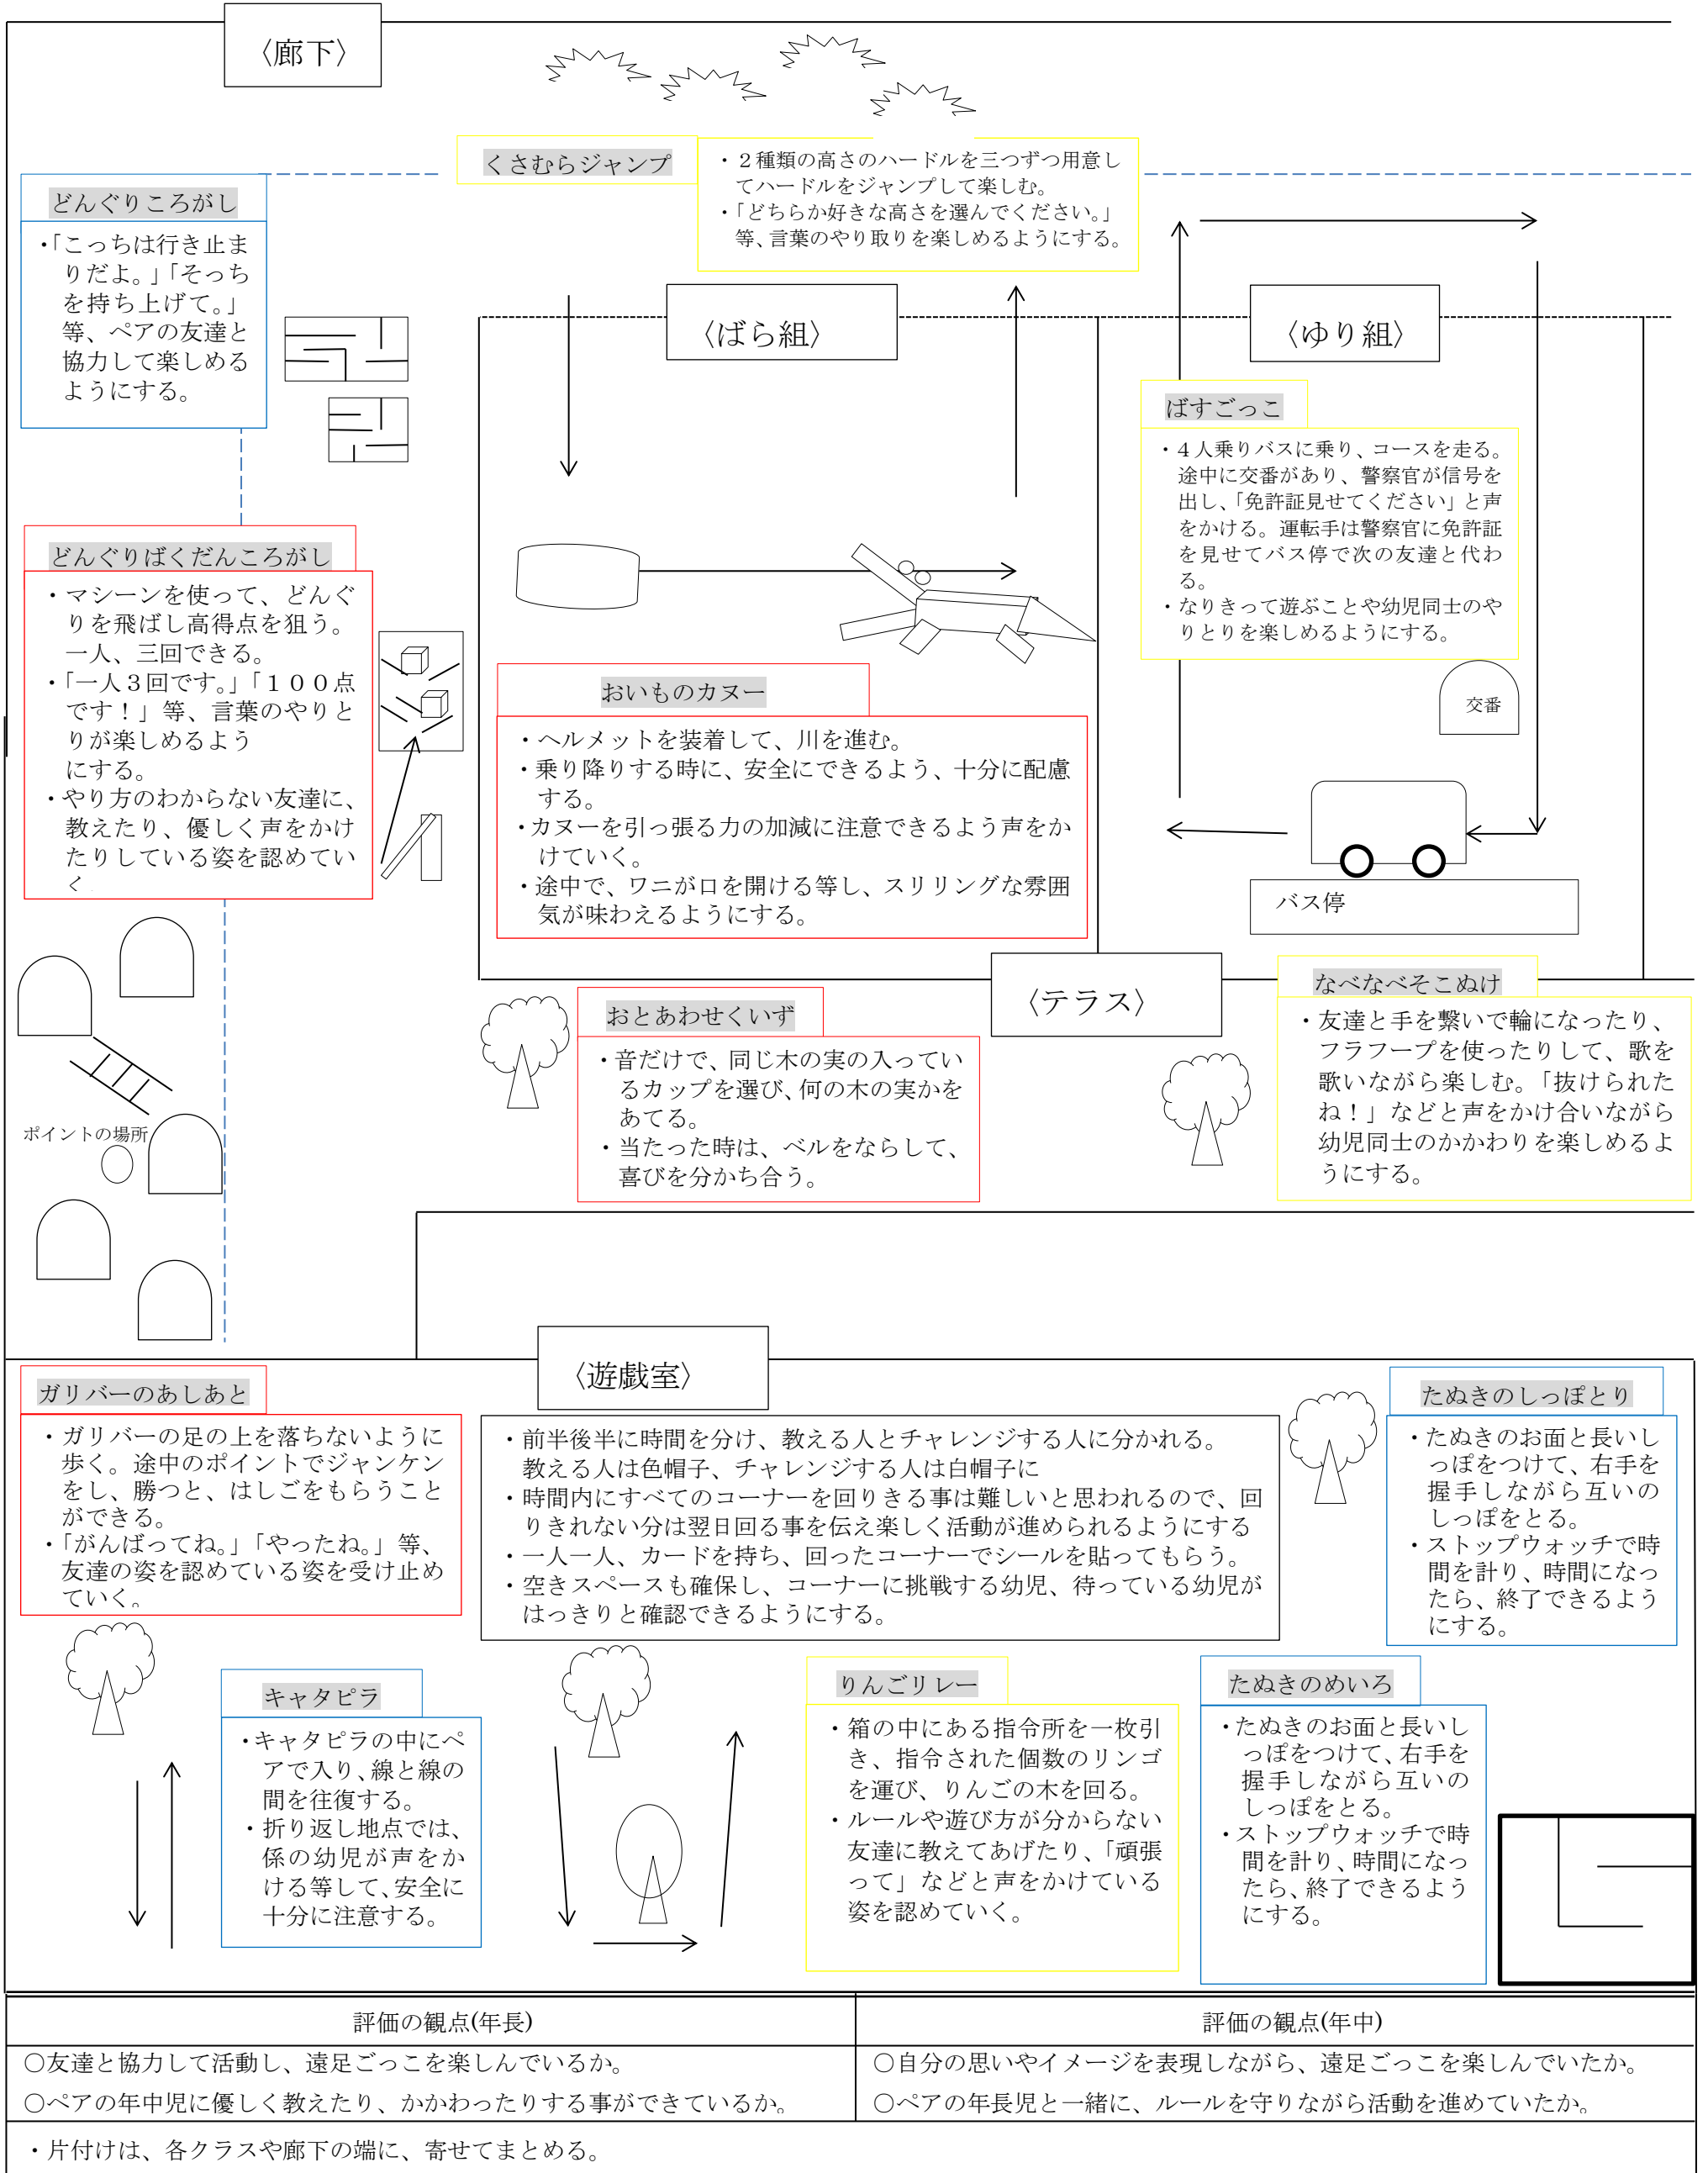 〈廊下〉
くさむらジャンプ
・２種類の高さのハードルを三つずつ用意し
てハードルをジャンプして楽しむ。
・「どちらか好きな高さを選んでください。」
等、言葉のやり取りを楽しめるようにする。
どんぐりころがし
・「こっちは行き止ま
りだよ。」「そっち
を持ち上げて。」
等、ペアの友達と
協力して楽しめる
ようにする。
〈ばら組〉
〈ゆり組〉
ばすごっこ
・４人乗りバスに乗り、コースを走る。
途中に交番があり、警察官が信号を
出し、「免許証見せてください」と声
をかける。運転手は警察官に免許証
を見せてバス停で次の友達と代わ
る。
・なりきって遊ぶことや幼児同士のや
りとりを楽しめるようにする。
交番
バス停
どんぐりばくだんころがし
・マシーンを使って、どんぐ
りを飛ばし高得点を狙う。
一人、三回できる。
・「一人３回です。」「１００点
です！」等、言葉のやりと
りが楽しめるよう
にする。
・やり方のわからない友達に、
教えたり、優しく声をかけ
たりしている姿を認めてい
く
おいものカヌー
・ヘルメットを装着して、川を進む。
・乗り降りする時に、安全にできるよう、十分に配慮
する。
・カヌーを引っ張る力の加減に注意できるよう声をか
けていく。
・途中で、ワニが口を開ける等し、スリリングな雰囲
気が味わえるようにする。
〈テラス〉
おとあわせくいず
・音だけで、同じ木の実の入ってい
るカップを選び、何の木の実かを
あてる。
・当たった時は、ベルをならして、
喜びを分かち合う。
なべなべそこぬけ
・友達と手を繋いで輪になったり、
フラフープを使ったりして、歌を
歌いながら楽しむ。「抜けられた
ね！」などと声をかけ合いながら
幼児同士のかかわりを楽しめるよ
うにする。
ポイントの場所
〈遊戯室〉
ガリバーのあしあと
・ガリバーの足の上を落ちないように
歩く。途中のポイントでジャンケン
をし、勝つと、はしごをもらうこと
ができる。
・「がんばってね。」「やったね。」等、
友達の姿を認めている姿を受け止め
ていく。
・前半後半に時間を分け、教える人とチャレンジする人に分かれる。
教える人は色帽子、チャレンジする人は白帽子に
・時間内にすべてのコーナーを回りきる事は難しいと思われるので、回
りきれない分は翌日回る事を伝え楽しく活動が進められるようにする
・一人一人、カードを持ち、回ったコーナーでシールを貼ってもらう。
・空きスペースも確保し、コーナーに挑戦する幼児、待っている幼児が
はっきりと確認できるようにする。
たぬきのしっぽとり
・たぬきのお面と長いし
っぽをつけて、右手を
握手しながら互いの
しっぽをとる。
・ストップウォッチで時
間を計り、時間になっ
たら、終了できるよう
にする。
キャタピラ
・キャタピラの中にペ
アで入り、線と線の
間を往復する。
・折り返し地点では、
係の幼児が声をか
ける等して、安全に
十分に注意する。
りんごリレー
・箱の中にある指令所を一枚引
き、指令された個数のリンゴ
を運び、りんごの木を回る。
・ルールや遊び方が分からない
友達に教えてあげたり、「頑張
って」などと声をかけている
姿を認めていく。
たぬきのめいろ
・たぬきのお面と長いし
っぽをつけて、右手を
握手しながら互いの
しっぽをとる。
・ストップウォッチで時
間を計り、時間になっ
たら、終了できるよう
にする。
評価の観点(年長)
評価の観点(年中)
○友達と協力して活動し、遠足ごっこを楽しんでいるか。
○ペアの年中児に優しく教えたり、かかわったりする事ができているか。
○自分の思いやイメージを表現しながら、遠足ごっこを楽しんでいたか。
○ペアの年長児と一緒に、ルールを守りながら活動を進めていたか。
・片付けは、各クラスや廊下の端に、寄せてまとめる。